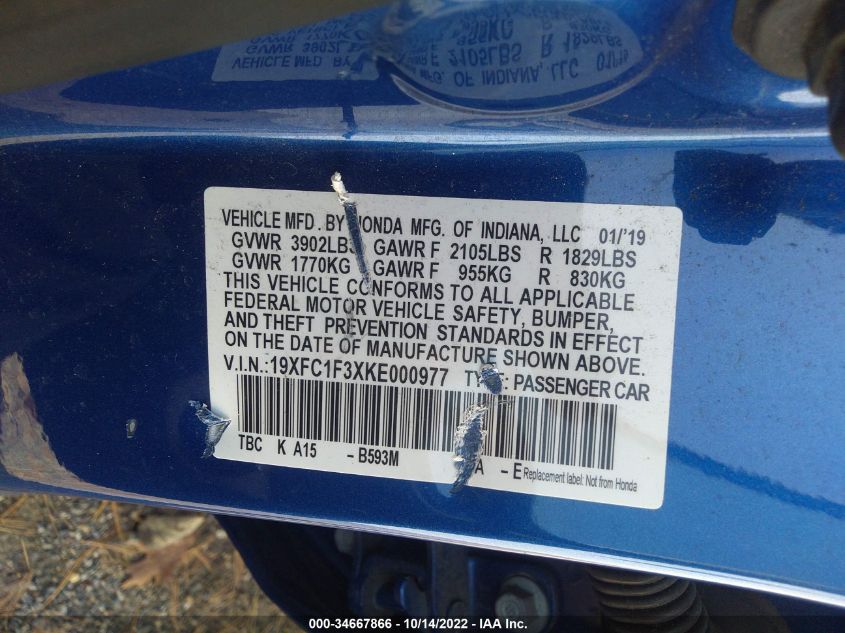 VEHICLE MFD. BY HONDA MFG. OF INDIANA, LLC 01/'19
GVWR 3902LBS GAWR F 2105LBS R 1829LBS
GVWR 1770KG GAWR F 955KG R 830KG
THIS VEHICLE CONFORMS TO ALL APPLICABLE
FEDERAL MOTOR VEHICLE SAFETY, BUMPER,
AND THEFT PREVENTION STANDARDS IN EFFECT
ON THE DATE OF MANUFACTURE SHOWN ABOVE.
V.I.N.:19XFC1F3XKE000977 TYPE: PASSENGER CAR
TBC K A15 - B593M A - E Replacement label: Not from Honda
000-34667866 - 10/14/2022 - IAA Inc.